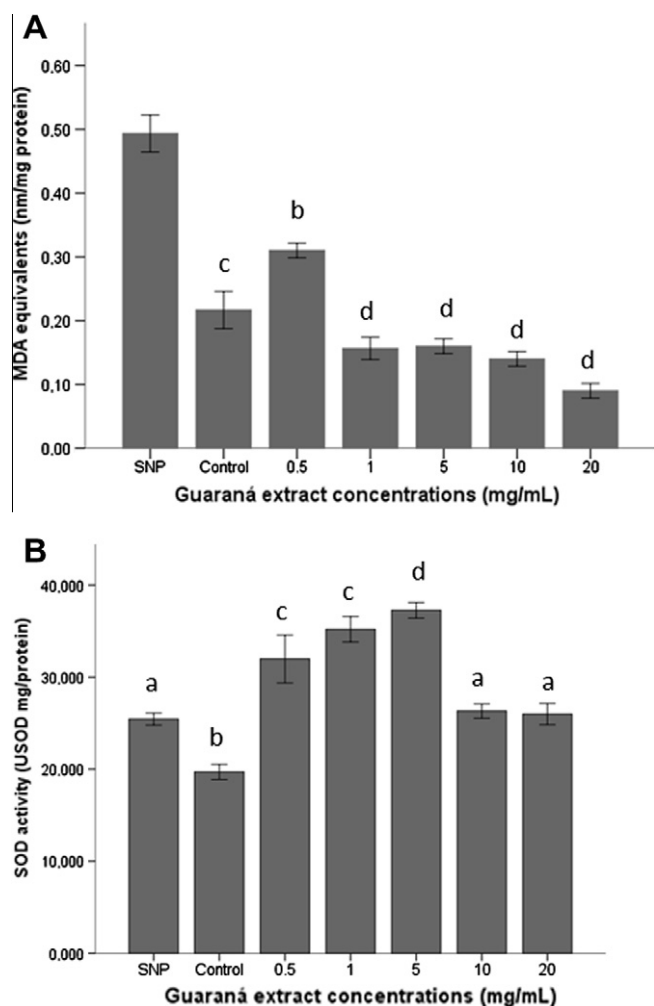 A
MDA equivalents (nm/mg protein)
0.60
0.50
0.40
0.30
0.20
0.10
0.00
c
b
d
d
d
d
SNP Control 0.5 1 5 10 20
Guaraná extract concentrations (mg/mL)
B
SOD activity (USOD mg/protein)
40,000
30,000
20,000
10,000
0,000
a
b
c
c
d
a
a
SNP Control 0.5 1 5 10 20
Guaraná extract concentrations (mg/mL)